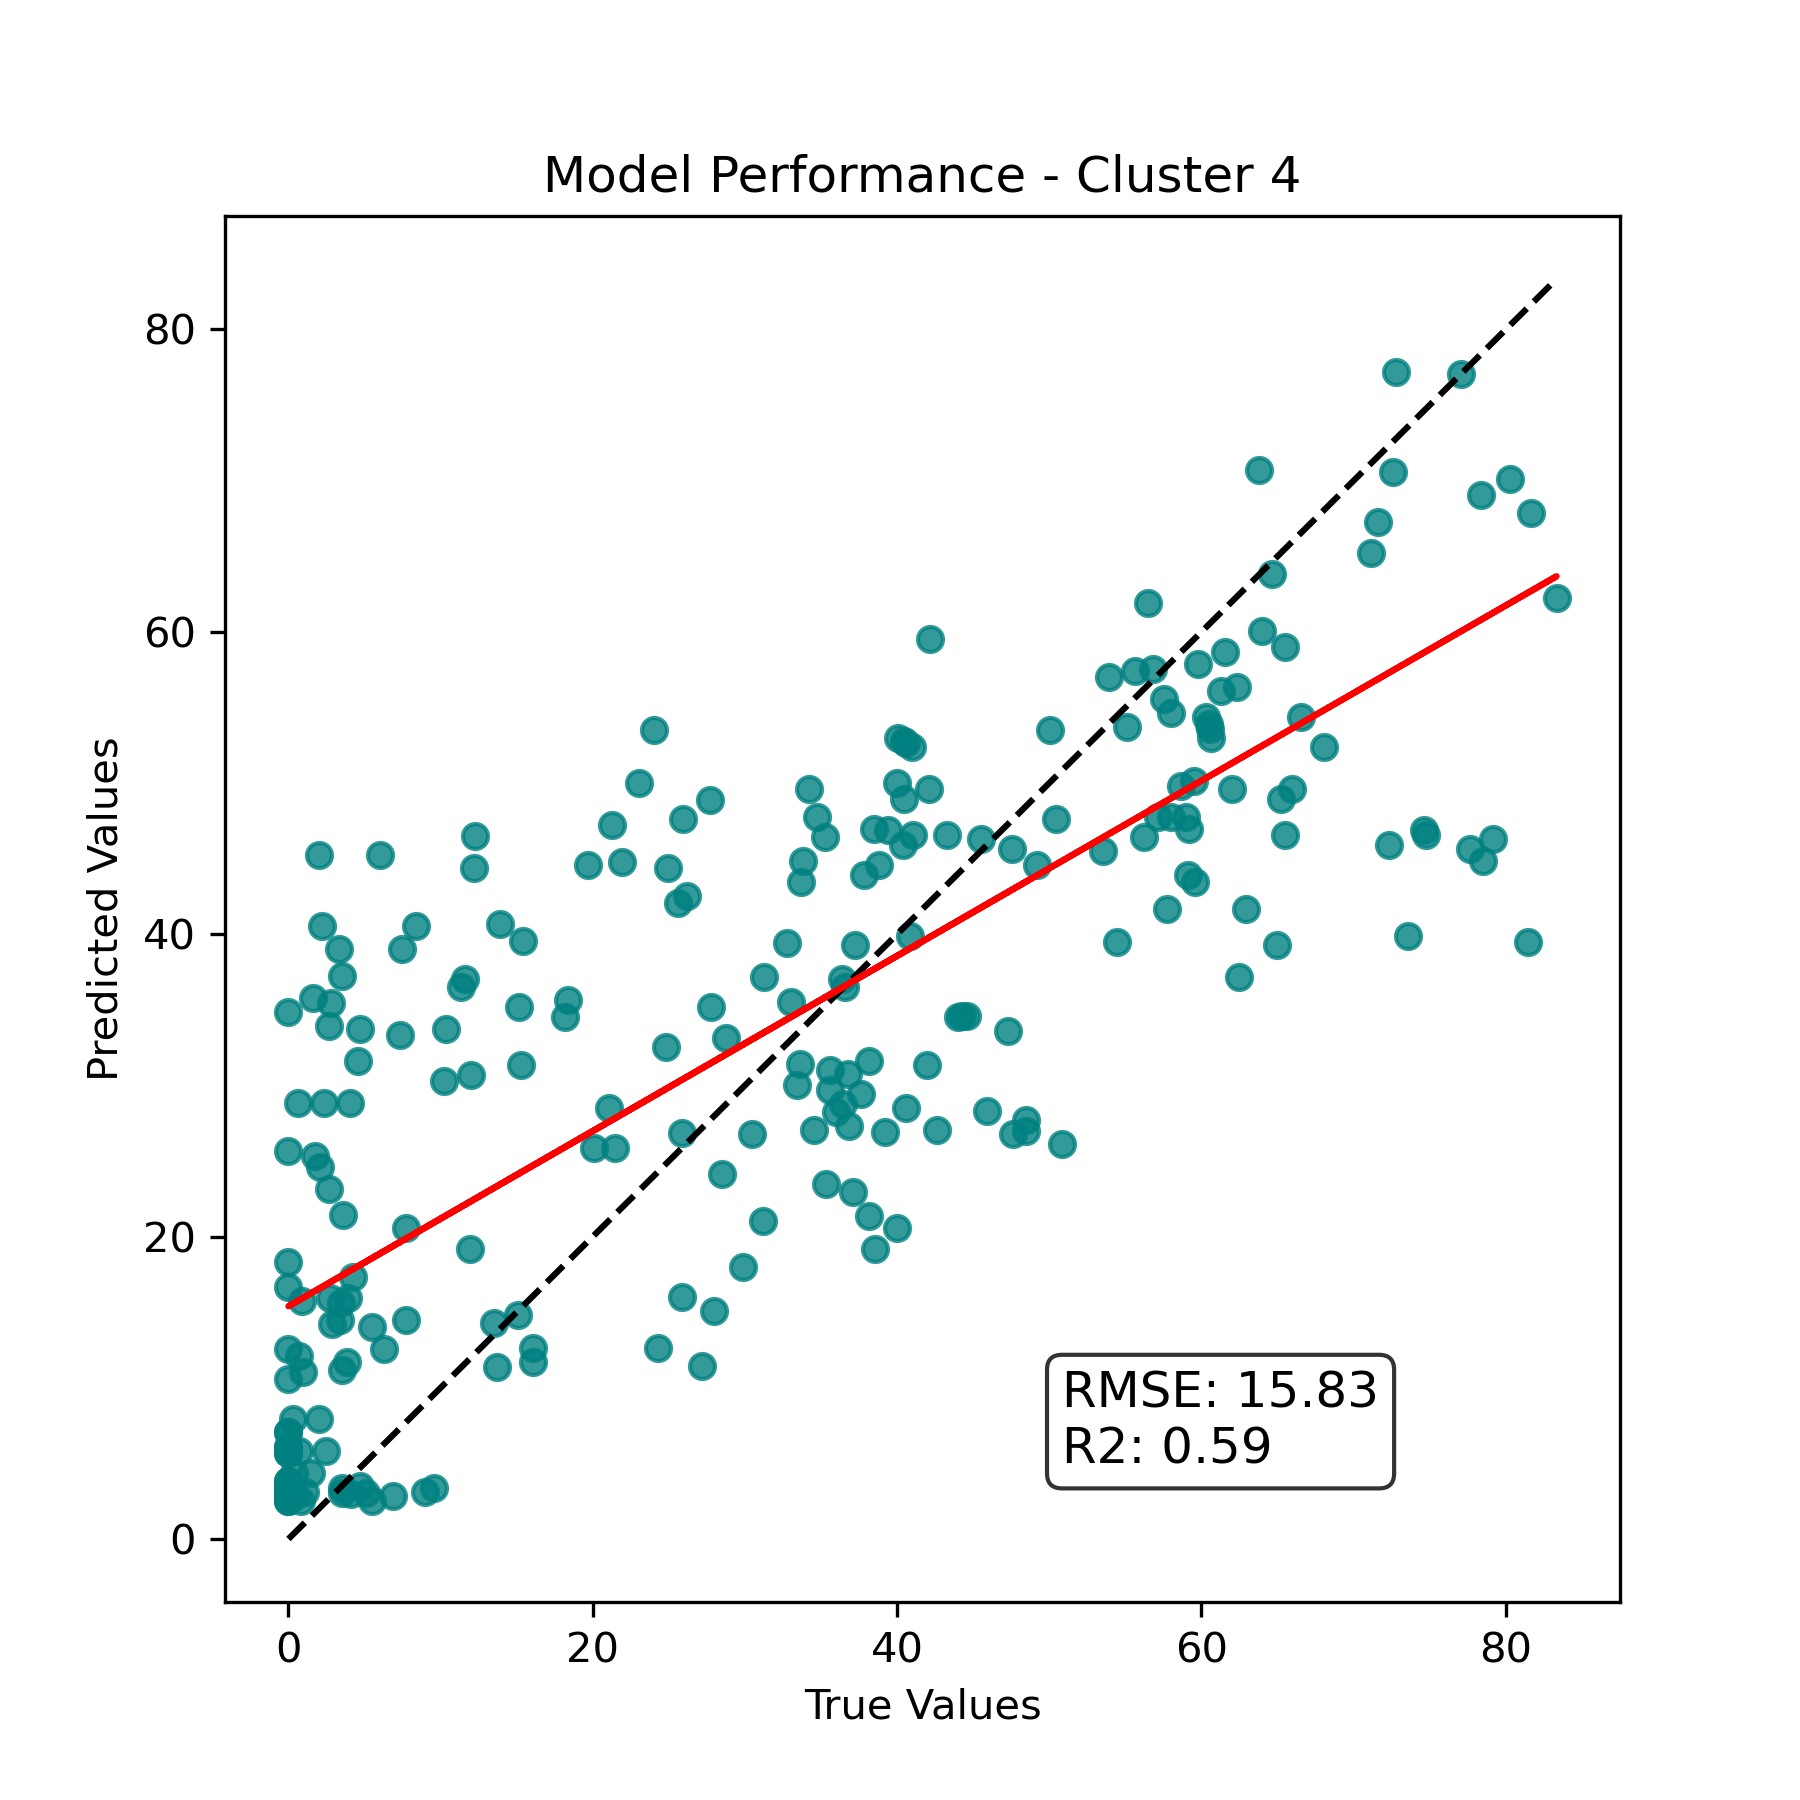 Model Performance - Cluster 4
80
60
40
20
0
Predicted Values
RMSE: 15.83
R2: 0.59
0 20 40 60 80
True Values